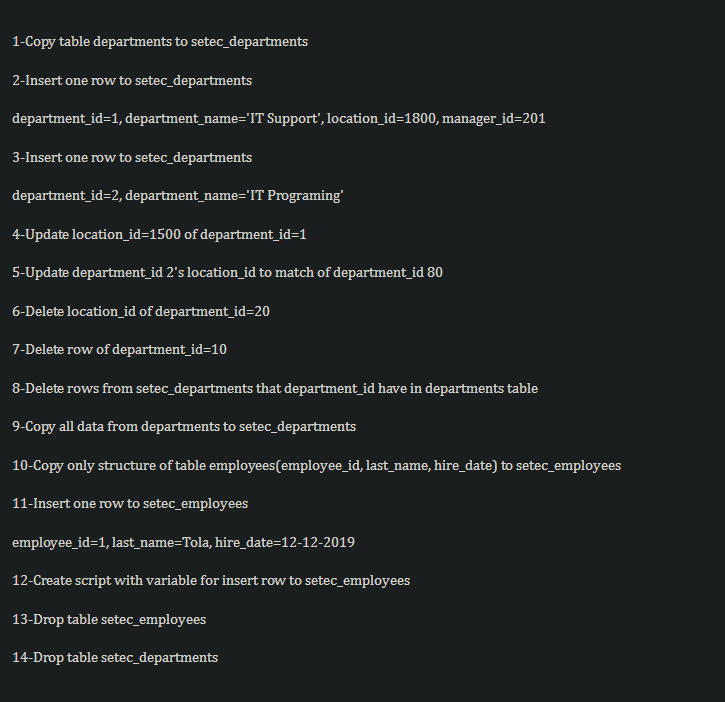 1-Copy table departments to setec_departments
2-Insert one row to setec_departments
department_id=1, department_name='IT Support', location_id=1800, manager_id=201
3-Insert one row to setec_departments
department_id=2, department_name='IT Programing'
4-Update location_id=1500 of department_id=1
5-Update department_id 2's location_id to match of department_id 80
6-Delete location_id of department_id=20
7-Delete row of department_id=10
8-Delete rows from setec_departments that department_id have in departments table
9-Copy all data from departments to setec_departments
10-Copy only structure of table employees(employee_id, last_name, hire_date) to setec_employees
11-Insert one row to setec_employees
employee_id=1, last_name=Tola, hire_date=12-12-2019
12-Create script with variable for insert row to setec_employees
13-Drop table setec_employees
14-Drop table setec_departments